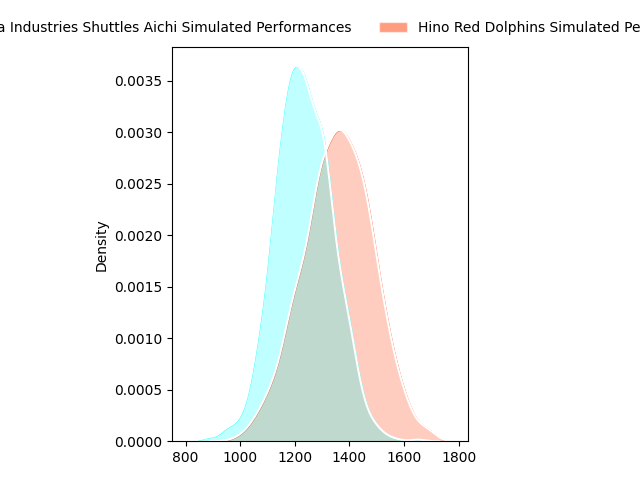 a Industries Shuttles Aichi Simulated Performances Hino Red Dolphins Simulated Pe
0.0035
0.0030
0.0025
0.0020
0.0015
0.0010
0.0005
0.0000
Density
800 1000 1200 1400 1600 1800